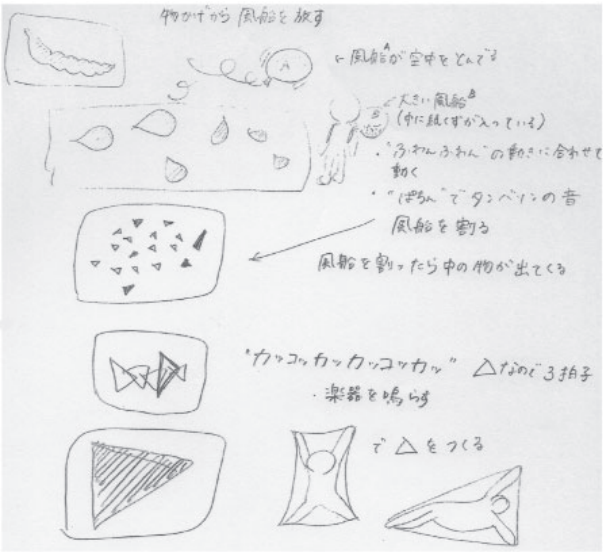 物かげから風船を放す
A
←風船Aが空中をとんでる
←大きい風船B
B
(中に紙くずが入っている)
・"ふわんふわん"の動きに合わせて
動く
・"ぱちん"でタンバリンの音
風船を割る
風船を割ったら中の物が出てくる
"カッコッカッカッコッカッ" △なので3拍子
・楽器を鳴らす
で△をつくる